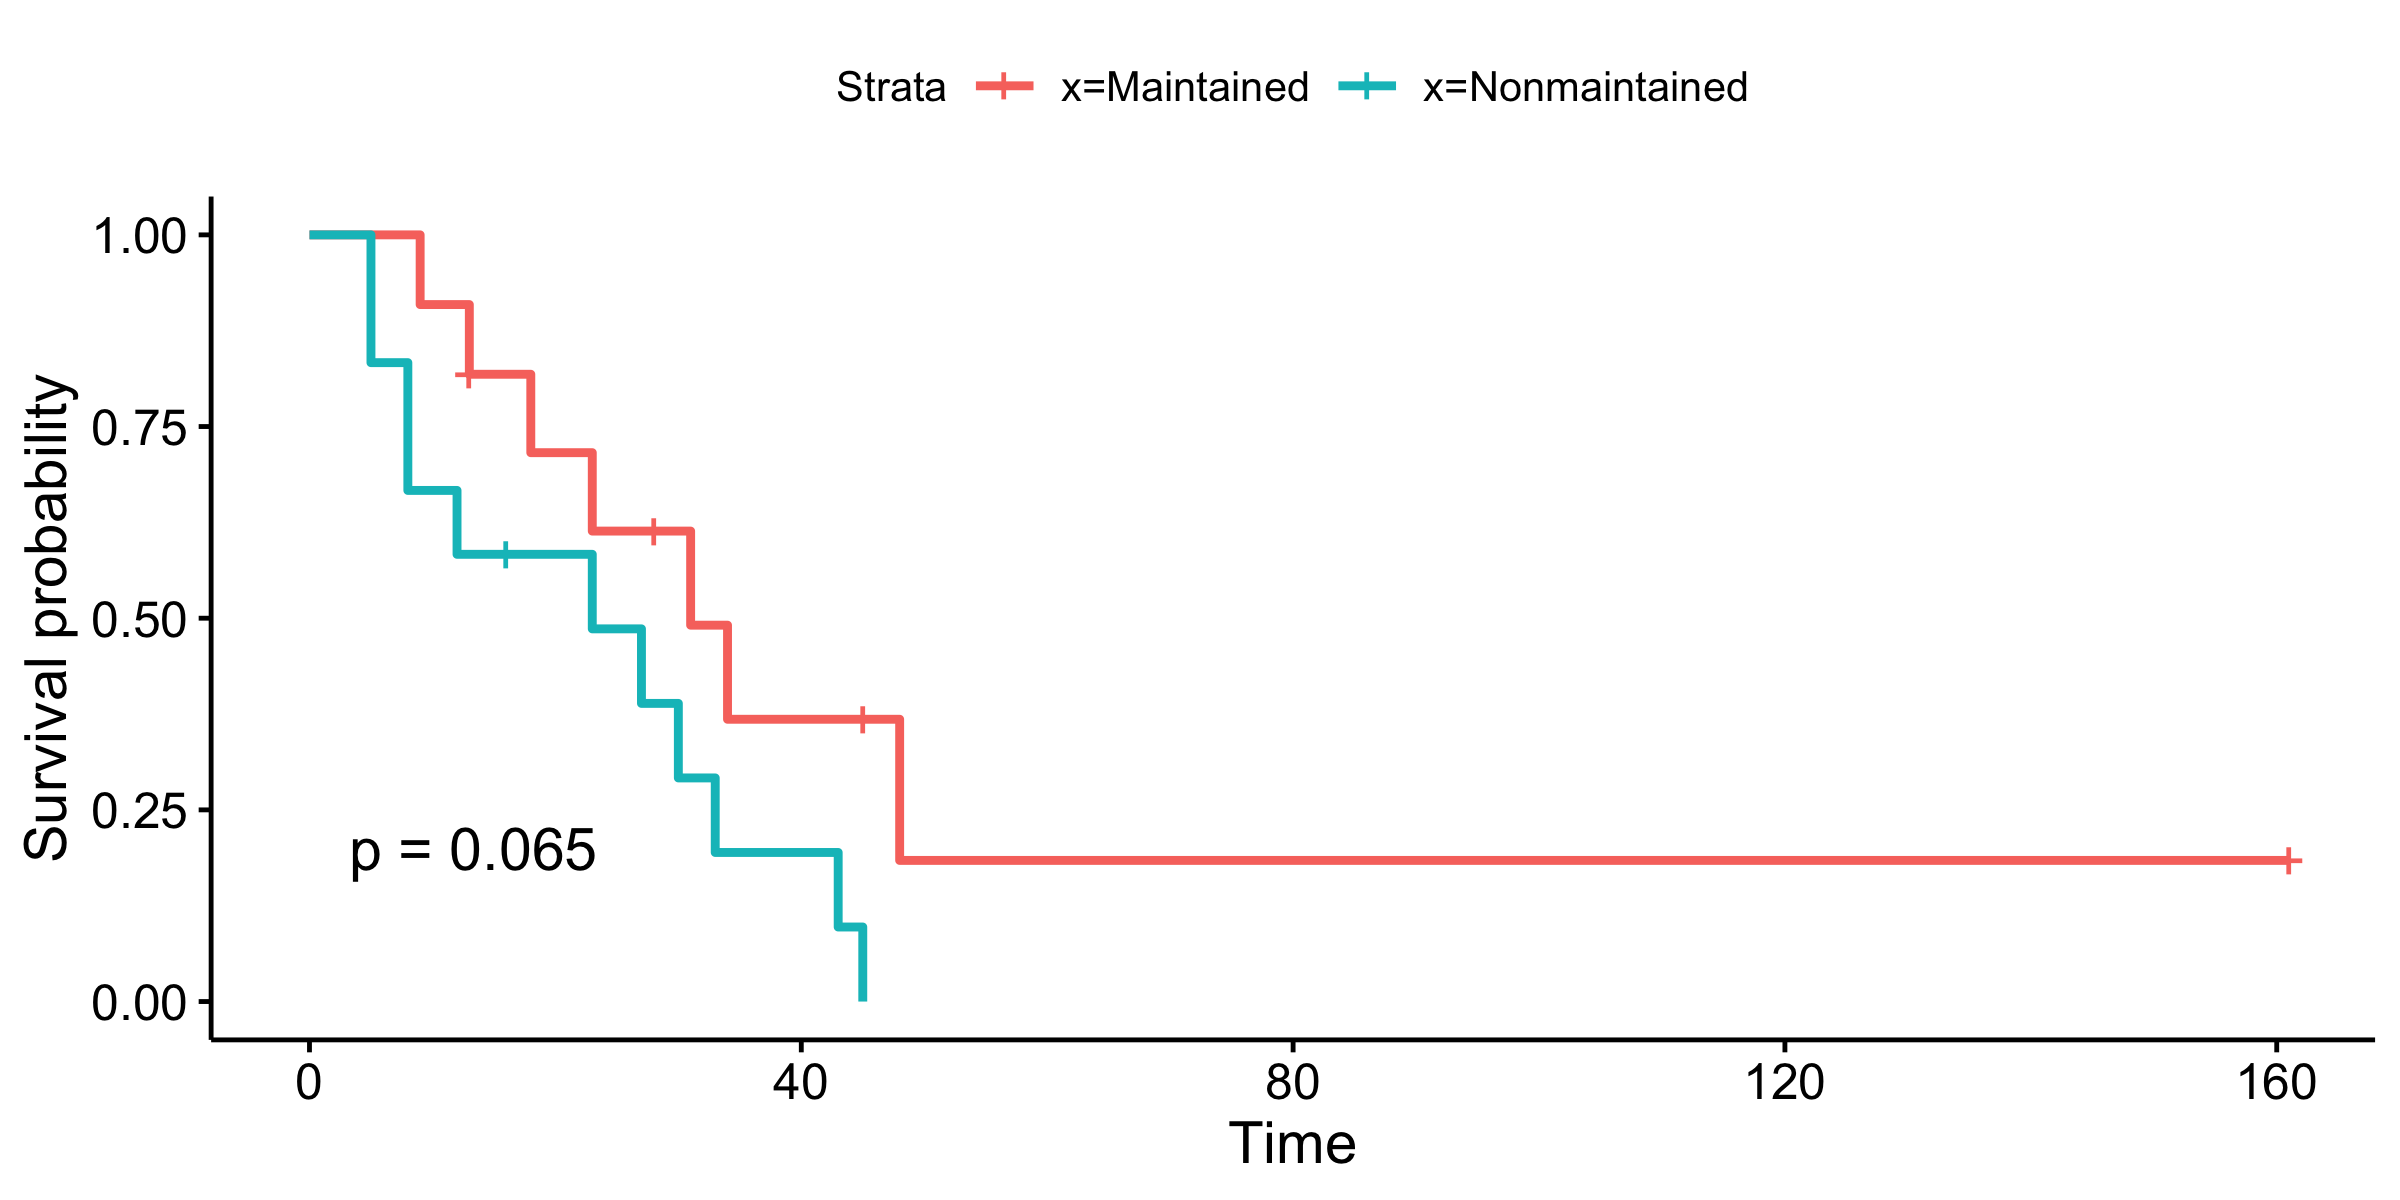 Strata x=Maintained x=Nonmaintained
Survival probability
1.00
0.75
0.50
0.25
0.00
p = 0.065
0 40 80 120 160
Time